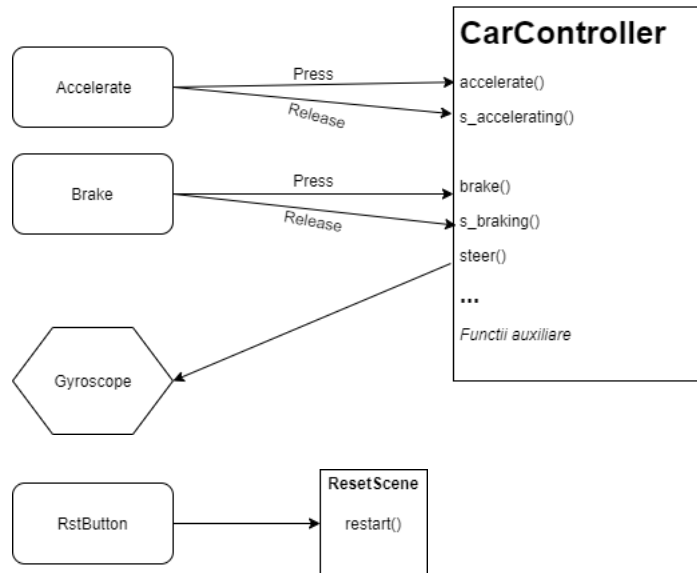 CarController
Accelerate
Press
Release
accelerate()
s_accelerating()
Brake
Press
Release
brake()
s_braking()
steer()
...
Functii auxiliare
Gyroscope
RstButton
ResetScene
restart()